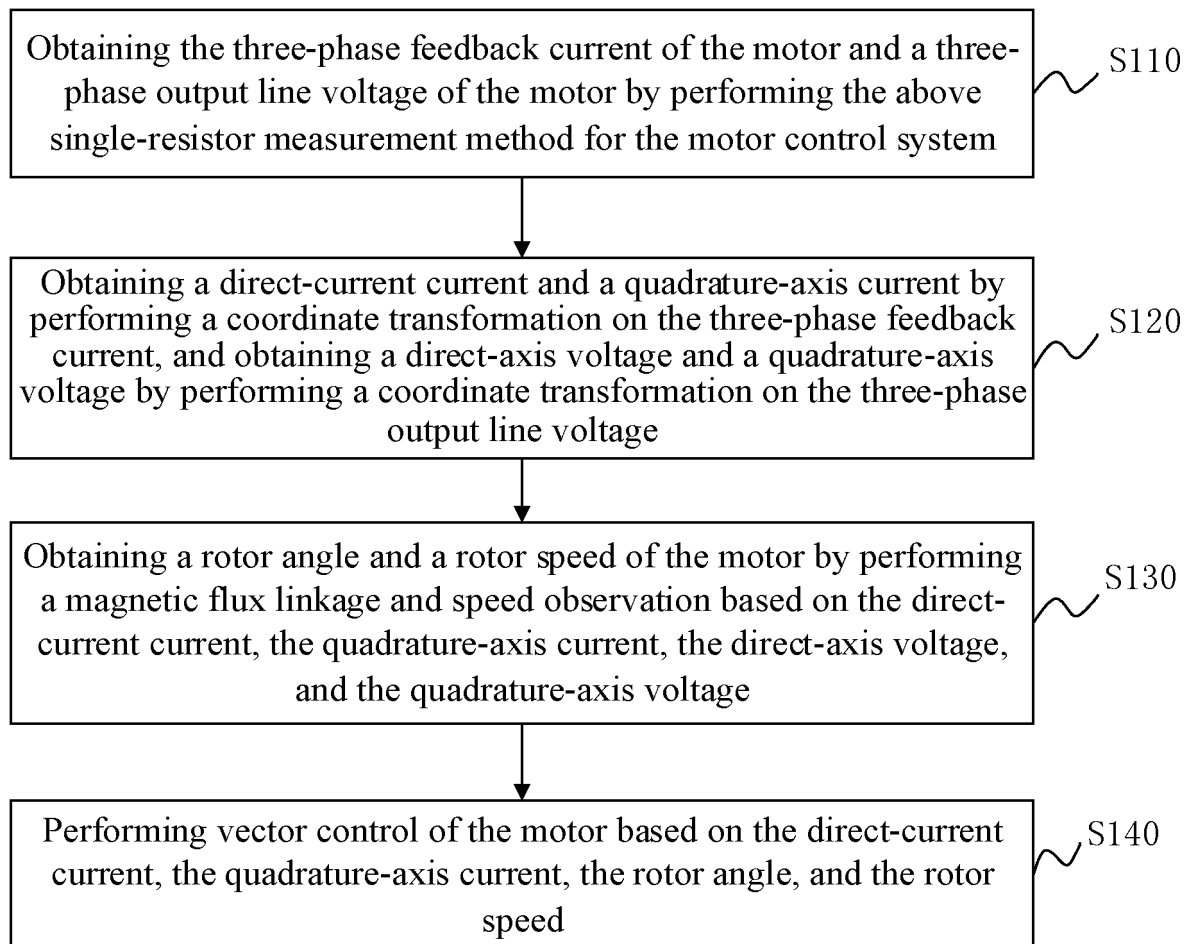 Obtaining the three-phase feedback current of the motor and a three-
phase output line voltage of the motor by performing the above
single-resistor measurement method for the motor control system
S110
Obtaining a direct-current current and a quadrature-axis current by
performing a coordinate transformation on the three-phase feedback
current, and obtaining a direct-axis voltage and a quadrature-axis
voltage by performing a coordinate transformation on the three-phase
output line voltage
S120
Obtaining a rotor angle and a rotor speed of the motor by performing
a magnetic flux linkage and speed observation based on the direct-
current current, the quadrature-axis current, the direct-axis voltage,
and the quadrature-axis voltage
S130
Performing vector control of the motor based on the direct-current
current, the quadrature-axis current, the rotor angle, and the rotor
speed
S140